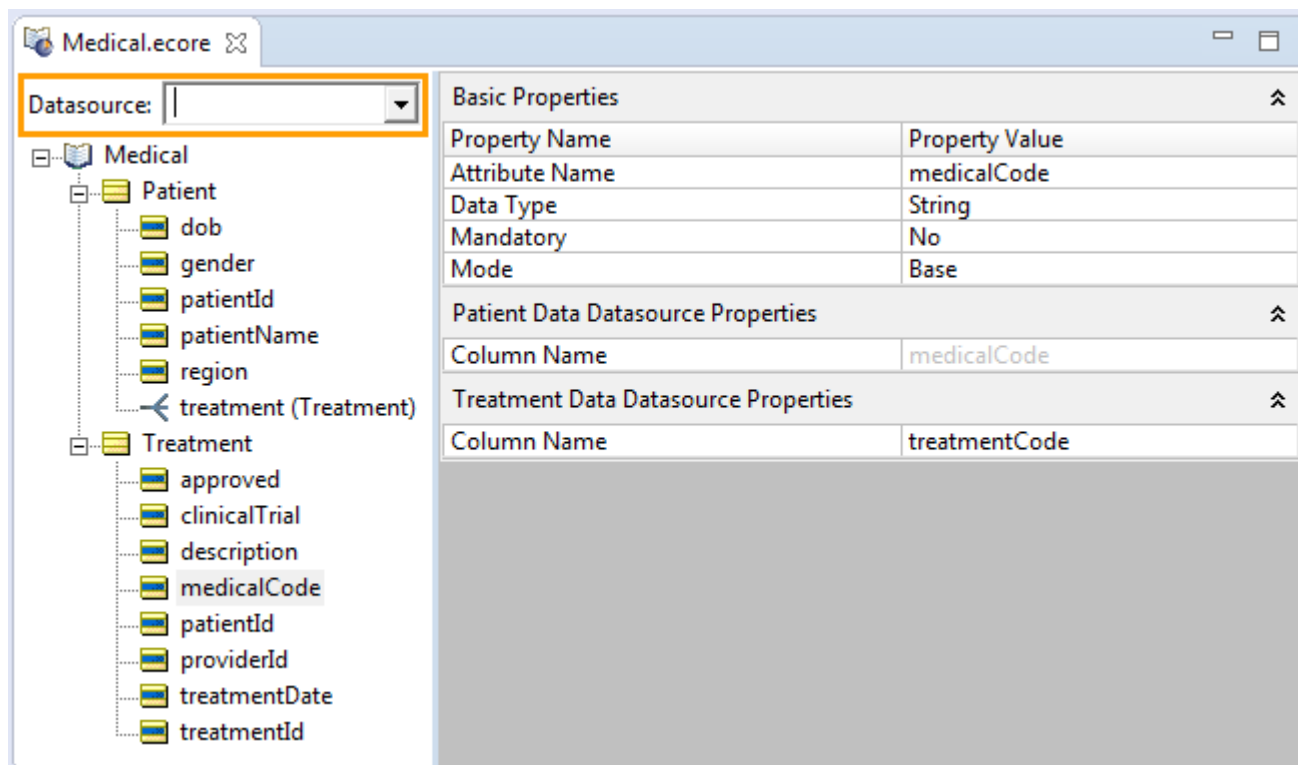 Medical.ecore
Datasource:
Medical
Patient
dob
gender
patientId
patientName
region
treatment (Treatment)
Treatment
approved
clinicalTrial
description
medicalCode
patientId
providerId
treatmentDate
treatmentId
Basic Properties
Property Name Property Value
Attribute Name medicalCode
Data Type String
Mandatory No
Mode Base
Patient Data Datasource Properties
Column Name medicalCode
Treatment Data Datasource Properties
Column Name treatmentCode